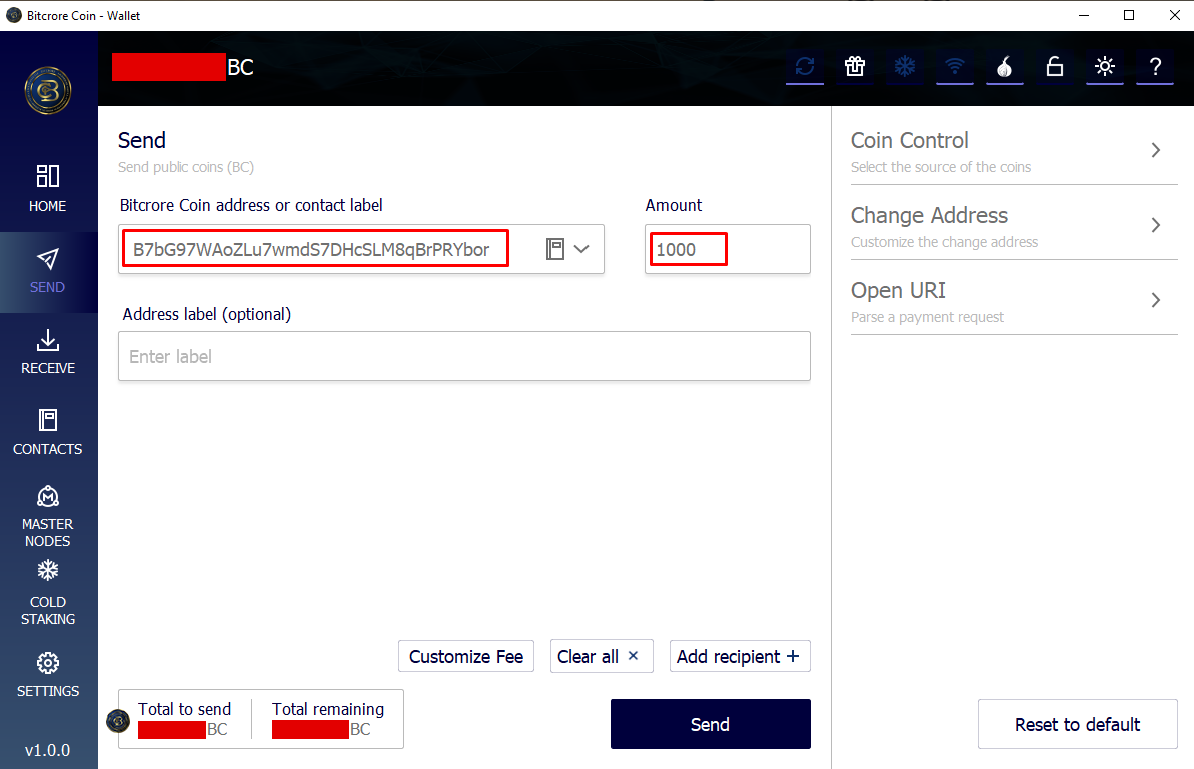 Bitcrore Coin - Wallet
BC
?
HOME
SEND
RECEIVE
CONTACTS
MASTER
NODES
COLD
STAKING
SETTINGS
v1.0.0
Send
Send public coins (BC)
Bitcrore Coin address or contact label
Amount
B7bG97WAoZLu7wmdS7DHcSLM8qBrPRYbor
1000
Address label (optional)
Enter label
Customize Fee
Clear all ×
Add recipient +
Total to send
BC
Total remaining
BC
Send
Coin Control
Select the source of the coins
Change Address
Customize the change address
Open URI
Parse a payment request
Reset to default